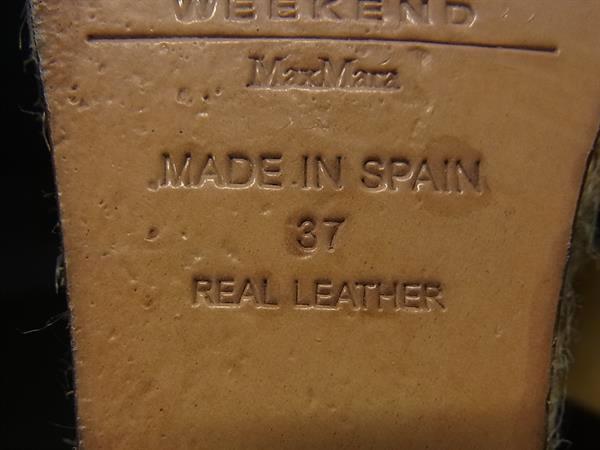 WEEKEND
MaxMara
MADE IN SPAIN
37
REAL LEATHER